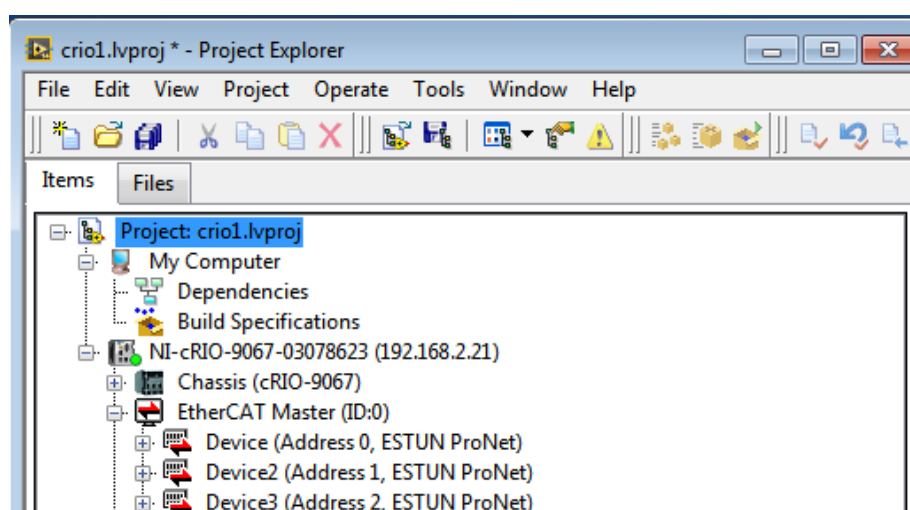 crio1.lvproj * - Project Explorer
File Edit View Project Operate Tools Window Help
Items Files
Project: crio1.lvproj
My Computer
Dependencies
Build Specifications
NI-cRIO-9067-03078623 (192.168.2.21)
Chassis (cRIO-9067)
EtherCAT Master (ID:0)
Device (Address 0, ESTUN ProNet)
Device2 (Address 1, ESTUN ProNet)
Device3 (Address 2, ESTUN ProNet)